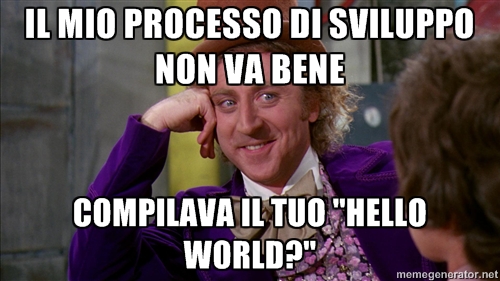 IL MIO PROCESSO DI SVILUPPO
NON VA BENE
COMPILAVA IL TUO "HELLO
WORLD?"
memegenerator.net